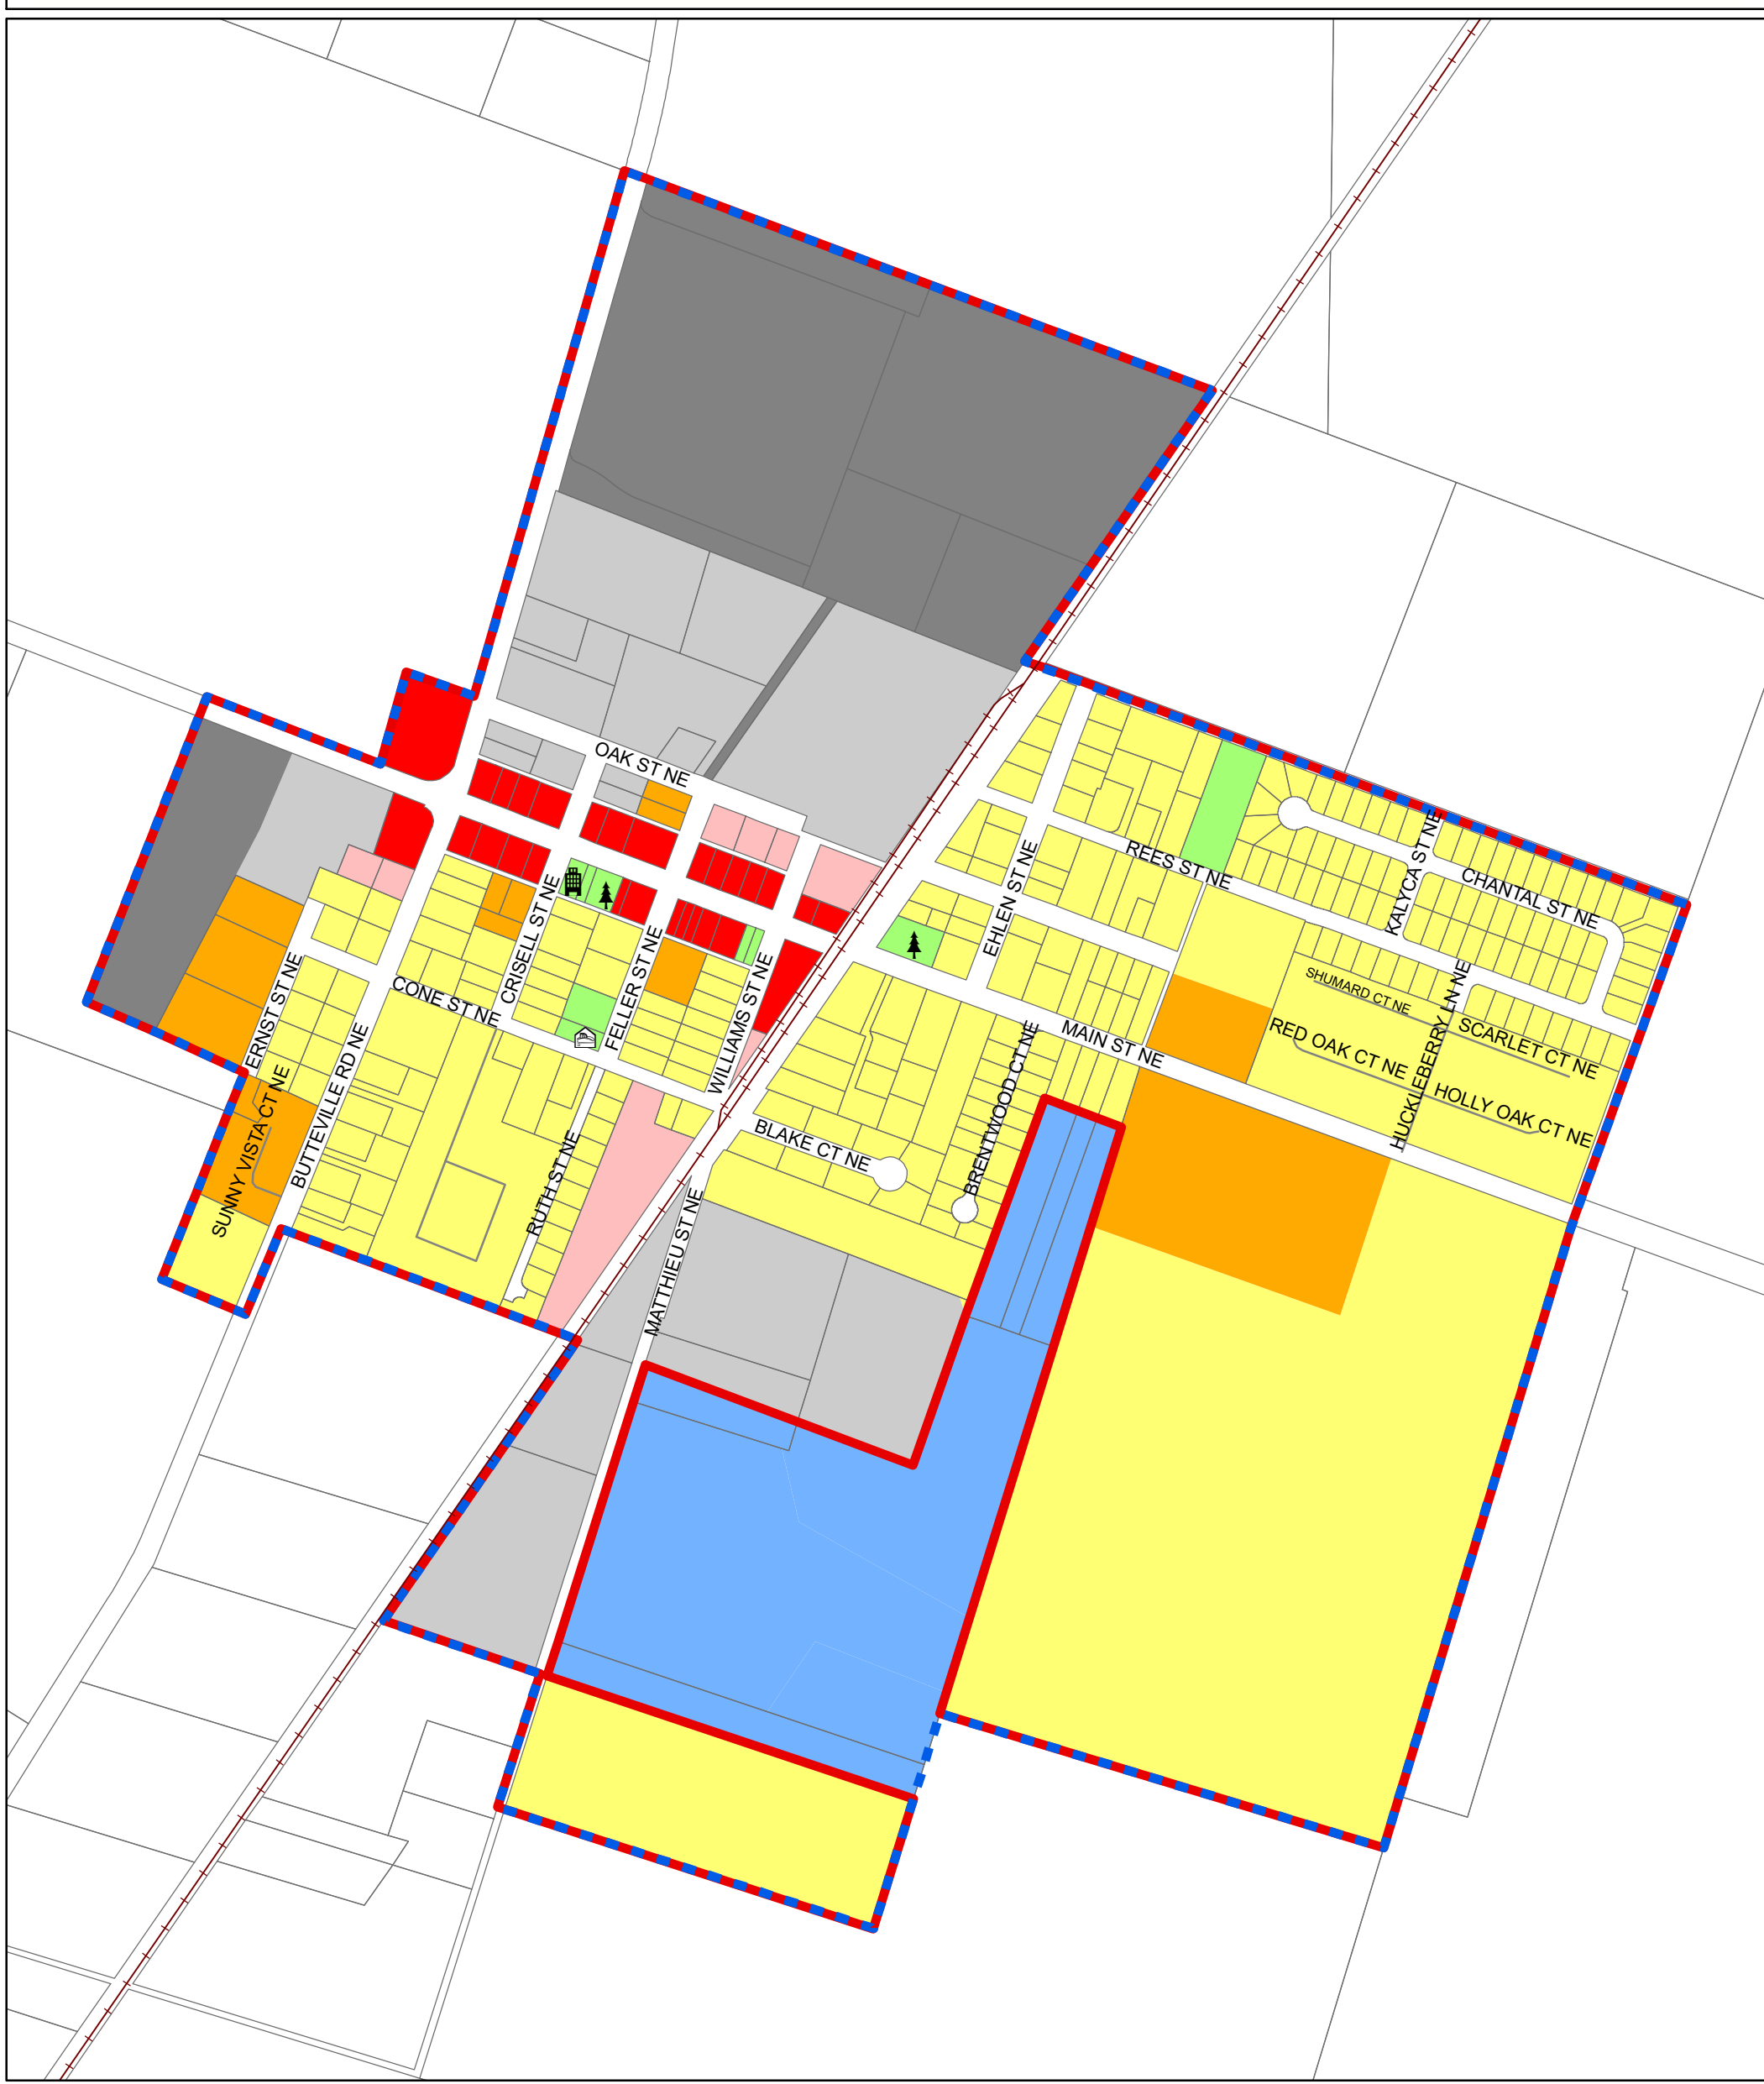 OAK ST NE
REES ST NE
KALYCA ST NE
CHANTAL ST NE
EHLEN ST NE
CRISELL ST NE
FELLER ST NE
WILLIAMS ST NE
CONE ST NE
ERNST ST NE
SHUMARD CT NE
SCARLET CT NE
HUCKLEBERRY LN NE
RED OAK CT NE
MAIN ST NE
HOLLY OAK CT NE
BUTTEVILLE RD NE
SUNNY VISTA CT NE
BRENTWOOD CT NE
BLAKE CT NE
RUTH ST NE
MATTHIEU ST NE